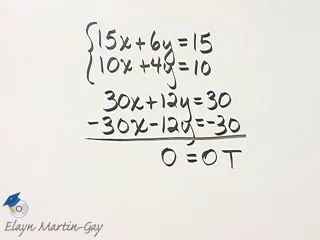 15x+6y=15
10x+4y=10
30x+12y=30
-30x-12y=-30
0=0 T
Elayn Martin-Gay